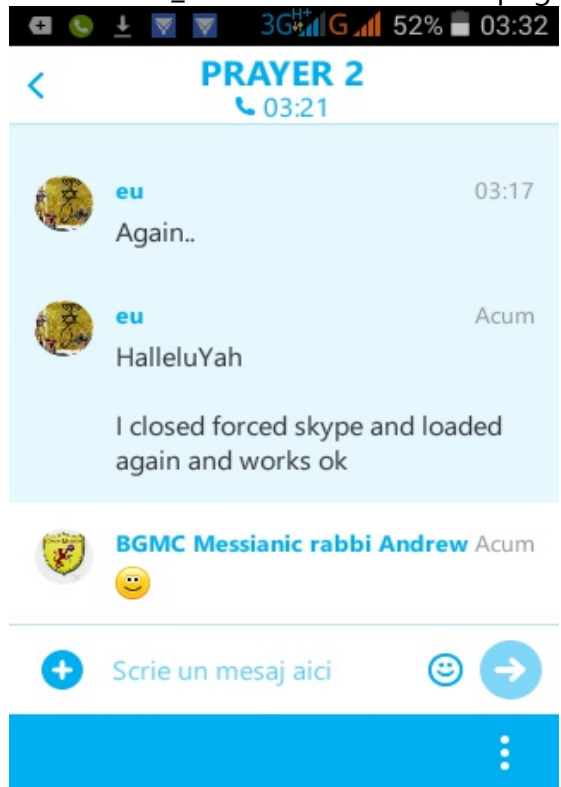 3G H+ G 52% 03:32
PRAYER 2
03:21
eu 03:17
Again..
eu Acum
HalleluYah
I closed forced skype and loaded
again and works ok
BGMC Messianic rabbi Andrew Acum
Scrie un mesaj aici